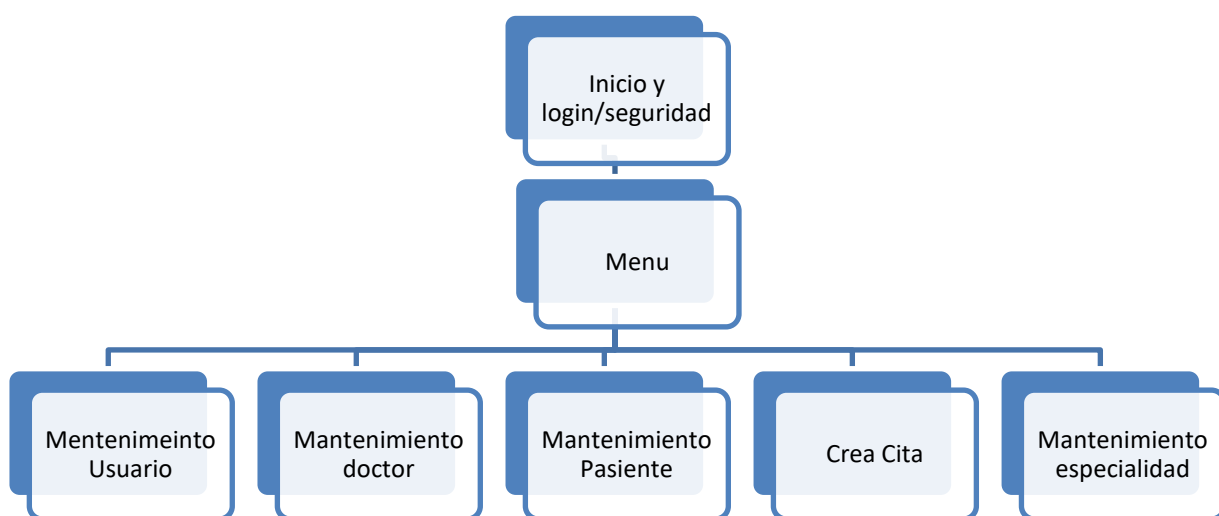 Inicio y
login/seguridad
Menu
Mentenimeinto
Usuario
Mantenimiento
doctor
Mantenimiento
Pasiente
Crea Cita
Mantenimiento
especialidad